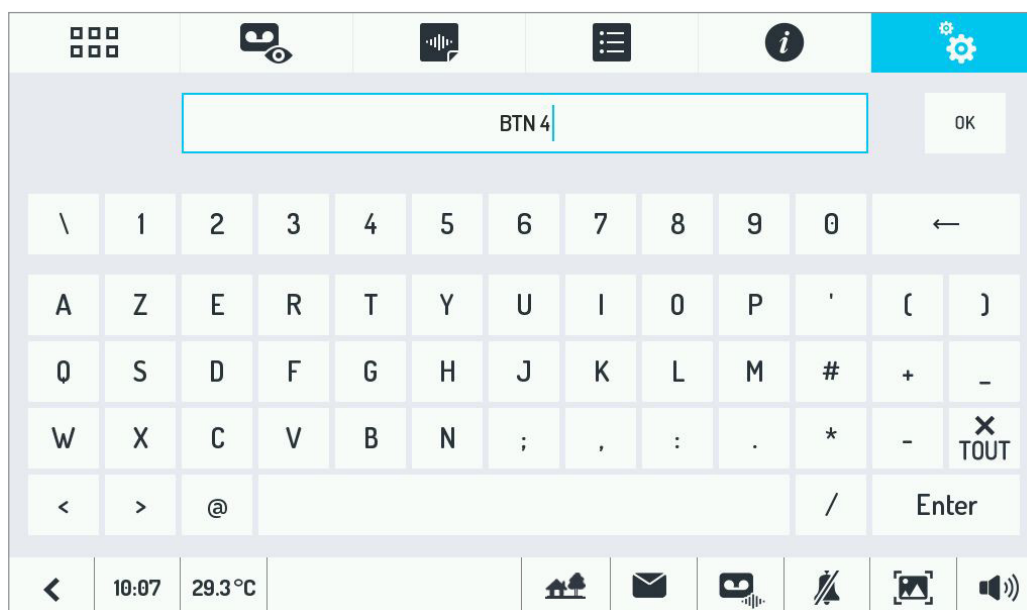 BTN 4 OK
\ 1 2 3 4 5 6 7 8 9 0 ←
A Z E R T Y U I O P ' ( )
Q S D F G H J K L M # + _
W X C V B N ; , : . * - × TOUT
< > @ / Enter
10:07 29.3°C